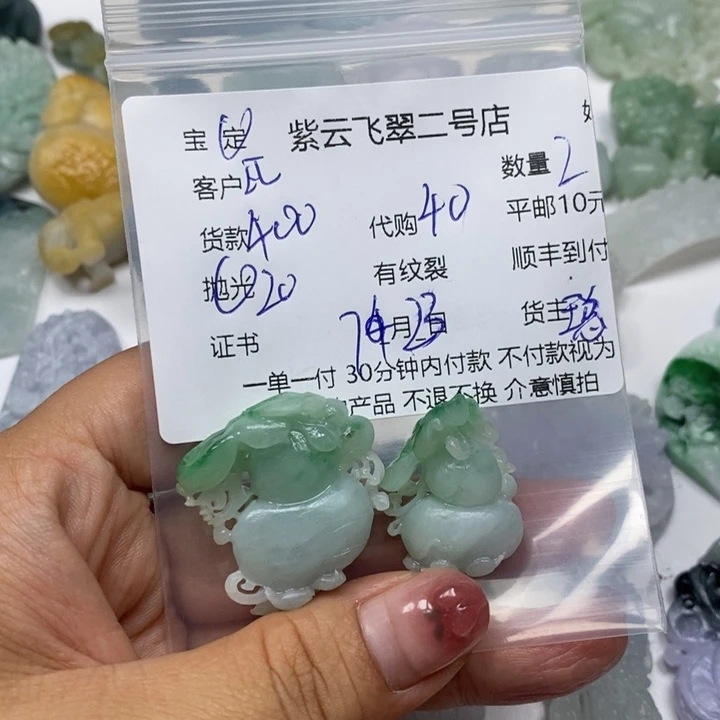 宝 定 紫云飞翠二号店
客户 数量 2
货款 400 代购 40 平邮10元
抛光 20 有纹裂 顺丰到付
证书 月23日 货主
一单一付 30分钟内付款 不付款视为
产品 不退不换 介意慎拍